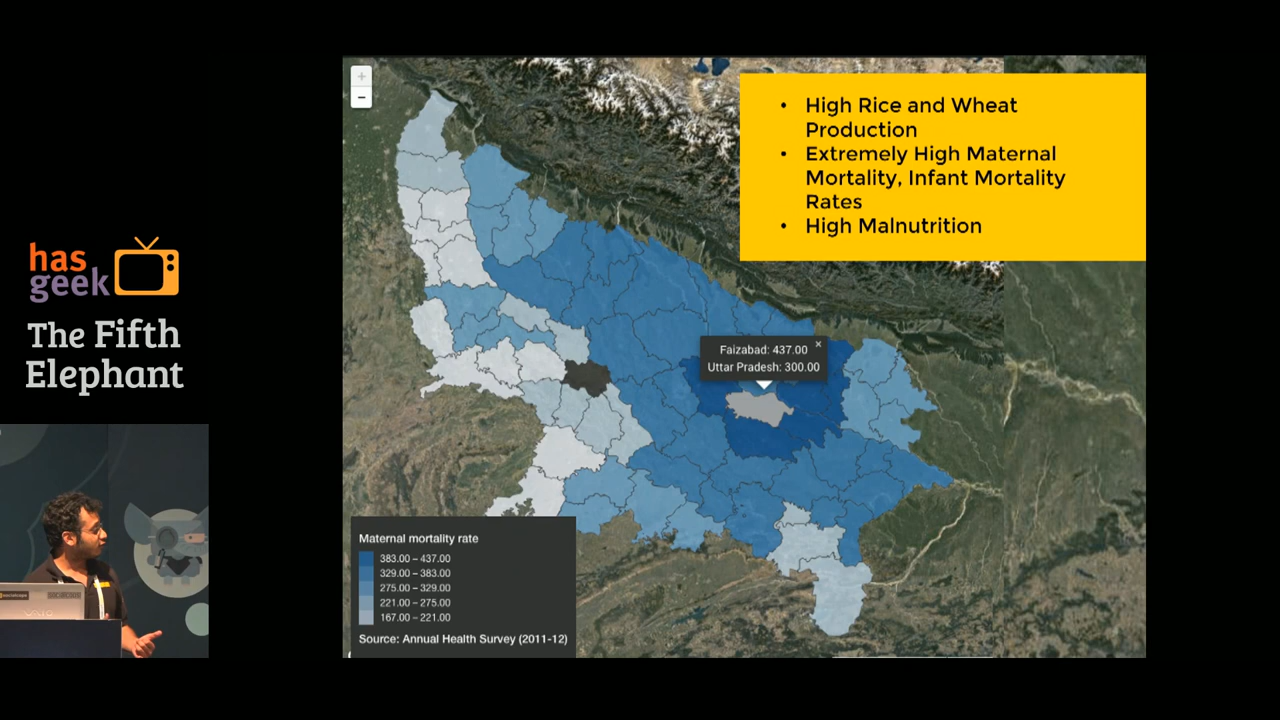 has
geek
The Fifth
Elephant
+
−
• High Rice and Wheat
Production
• Extremely High Maternal
Mortality, Infant Mortality
Rates
• High Malnutrition
Faizabad: 437.00
×
Uttar Pradesh: 300.00
Maternal mortality rate
383.00 – 437.00
329.00 – 383.00
275.00 – 329.00
221.00 – 275.00
167.00 – 221.00
Source: Annual Health Survey (2011-12)
VAIO